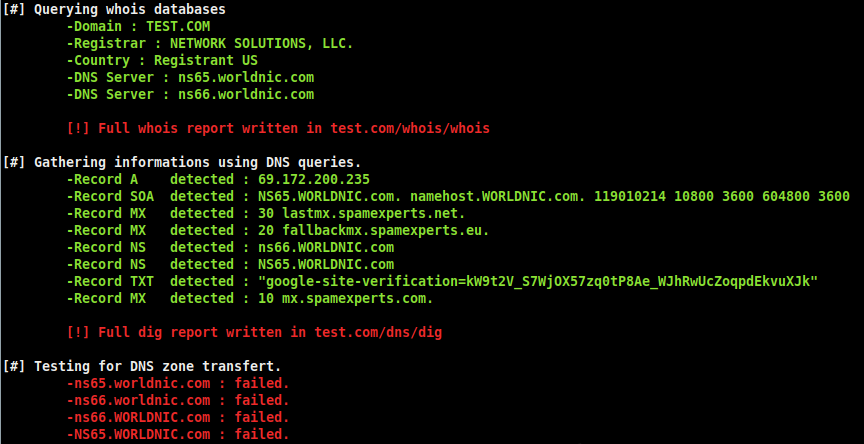 [#] Querying whois databases
-Domain : TEST.COM
-Registrar : NETWORK SOLUTIONS, LLC.
-Country : Registrant US
-DNS Server : ns65.worldnic.com
-DNS Server : ns66.worldnic.com
[!] Full whois report written in test.com/whois/whois
[#] Gathering informations using DNS queries.
-Record A detected : 69.172.200.235
-Record SOA detected : NS65.WORLDNIC.com. namehost.WORLDNIC.com. 119010214 10800 3600 604800 3600
-Record MX detected : 30 lastmx.spamexperts.net.
-Record MX detected : 20 fallbackmx.spamexperts.eu.
-Record NS detected : ns66.WORLDNIC.com
-Record NS detected : NS65.WORLDNIC.com
-Record TXT detected : "google-site-verification=kW9t2V_S7WjOX57zq0tP8Ae_WJhRwUcZoqpdEkvuXJk"
-Record MX detected : 10 mx.spamexperts.com.
[!] Full dig report written in test.com/dns/dig
[#] Testing for DNS zone transfert.
-ns65.worldnic.com : failed.
-ns66.worldnic.com : failed.
-ns66.WORLDNIC.com : failed.
-NS65.WORLDNIC.com : failed.